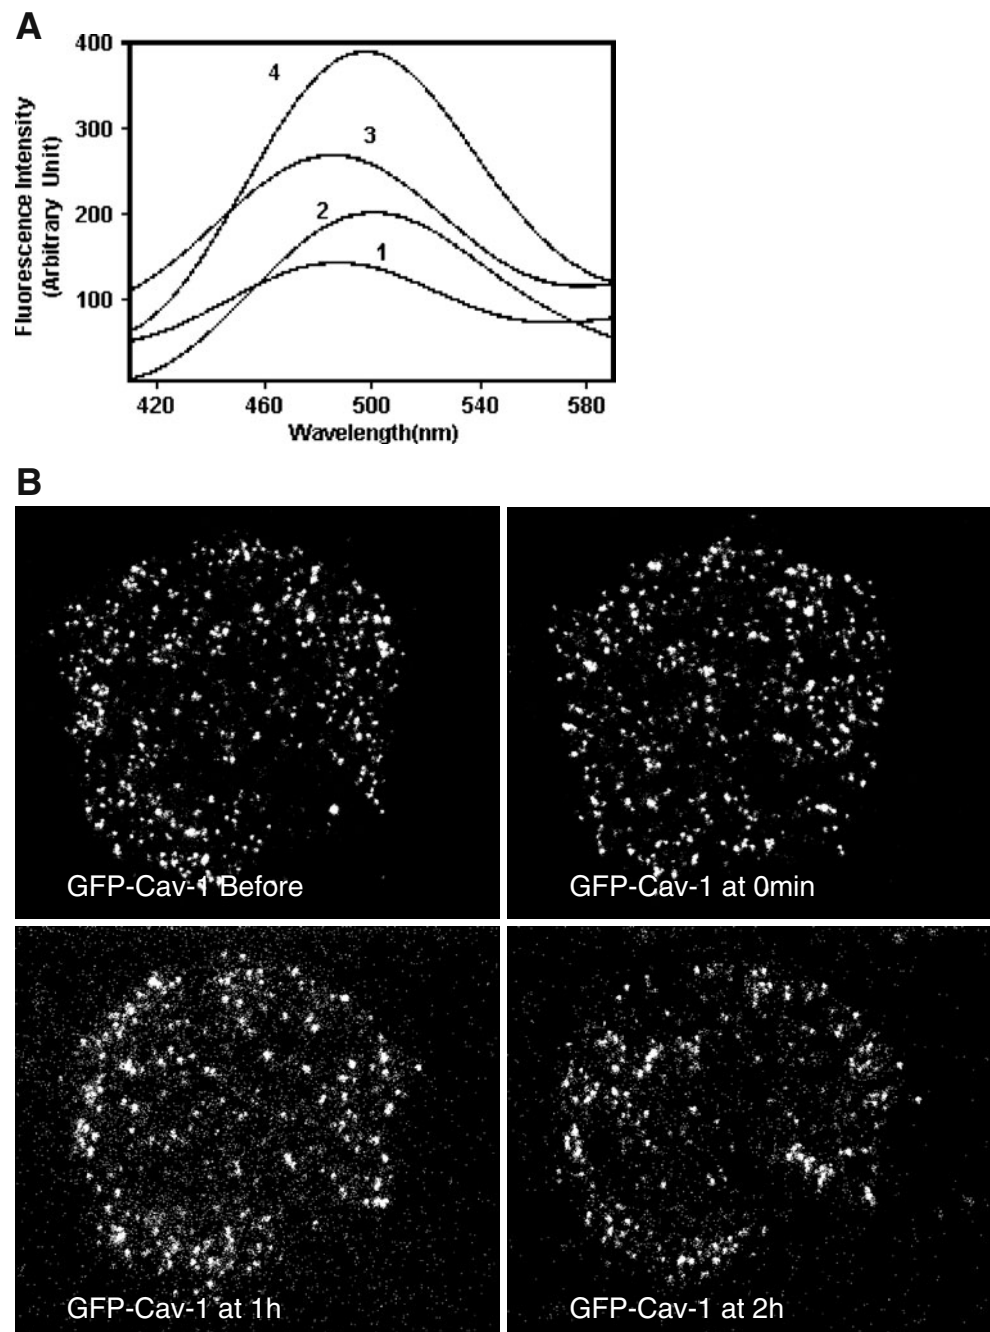 A
400
300
200
100
Fluorescence Intensity
(Arbitrary Unit)
4
3
2
1
420 460 500 540 580
Wavelength(nm)
B
GFP-Cav-1 Before
GFP-Cav-1 at 0min
GFP-Cav-1 at 1h
GFP-Cav-1 at 2h